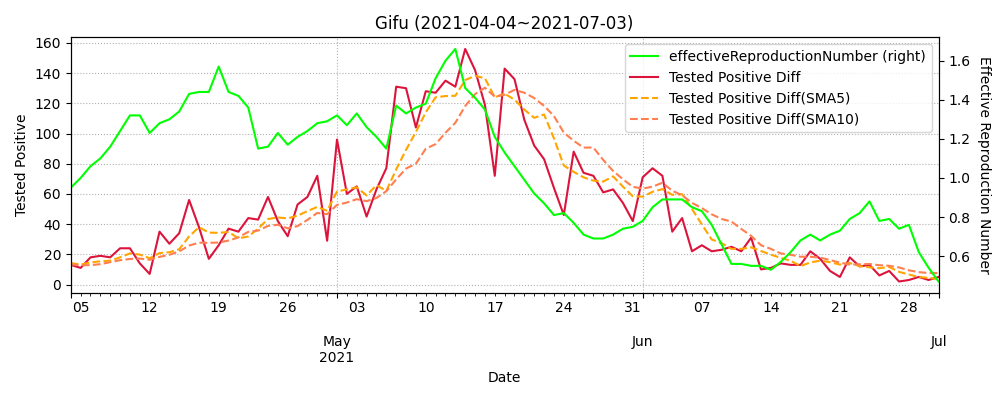 Gifu (2021-04-04~2021-07-03)
effectiveReproductionNumber (right)
Tested Positive Diff
Tested Positive Diff(SMA5)
Tested Positive Diff(SMA10)
Tested Positive
160
140
120
100
80
60
40
20
0
1.6
1.4
1.2
1.0
0.8
0.6
Effective Reproduction Number
05 12 19 26 03 10 17 24 31 07 14 21 28
May Jun Jul
2021
Date